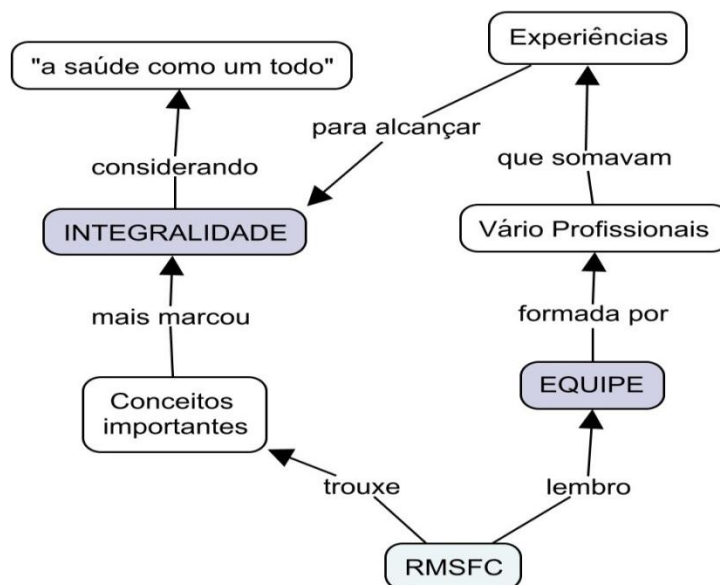 Experiências
"a saúde como um todo"
para alcançar
considerando
que somavam
INTEGRALIDADE
Vário Profissionais
mais marcou
formada por
EQUIPE
Conceitos
importantes
trouxe
lembro
RMSFC